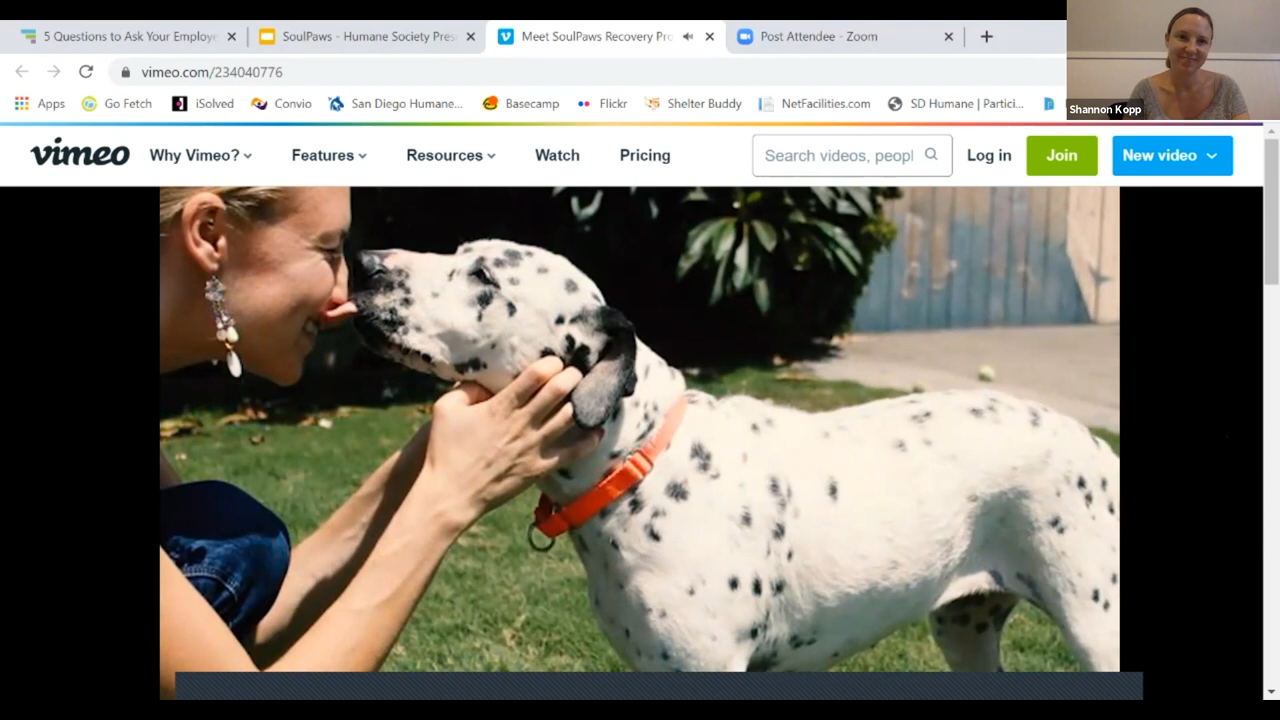 5 Questions to Ask Your Employe
SoulPaws - Humane Society Pres
Meet SoulPaws Recovery Pro
Post Attendee - Zoom
vimeo.com/234040776
Apps
Go Fetch
iSolved
Convio
San Diego Humane...
Basecamp
Flickr
Shelter Buddy
NetFacilities.com
SD Humane | Partici...
Shannon Kopp
vimeo
Why Vimeo?
Features
Resources
Watch
Pricing
Search videos, peopl
Log in
Join
New video